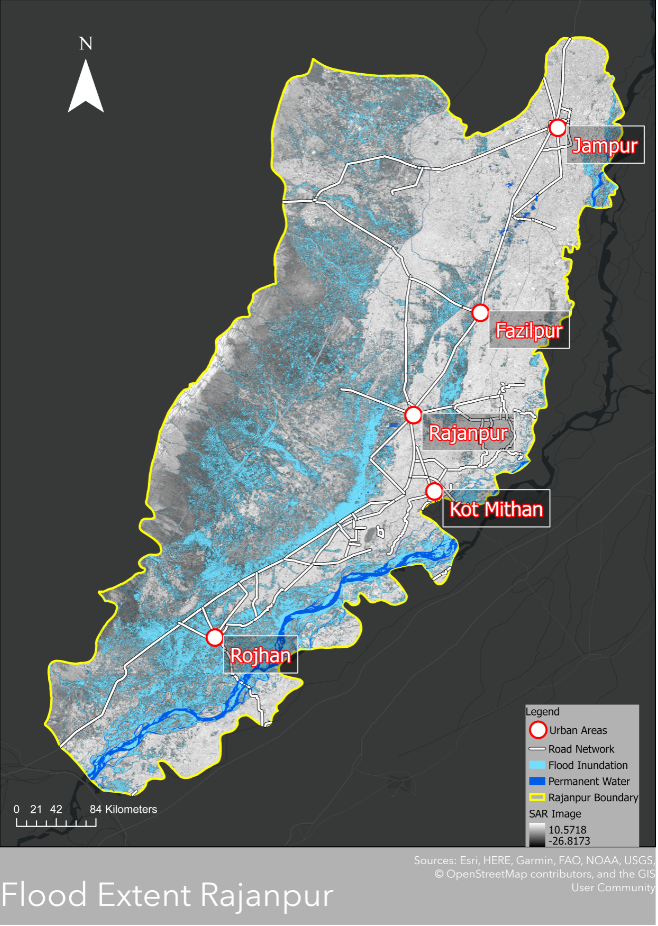 N
Jampur
Fazilpur
Rajanpur
Kot Mithan
Rojhan
Legend
Urban Areas
Road Network
Flood Inundation
Permanent Water
Rajanpur Boundary
SAR Image
10.5718
-26.8173
0 21 42 84 Kilometers
Sources: Esri, HERE, Garmin, FAO, NOAA, USGS,
© OpenStreetMap contributors, and the GIS
User Community
Flood Extent Rajanpur